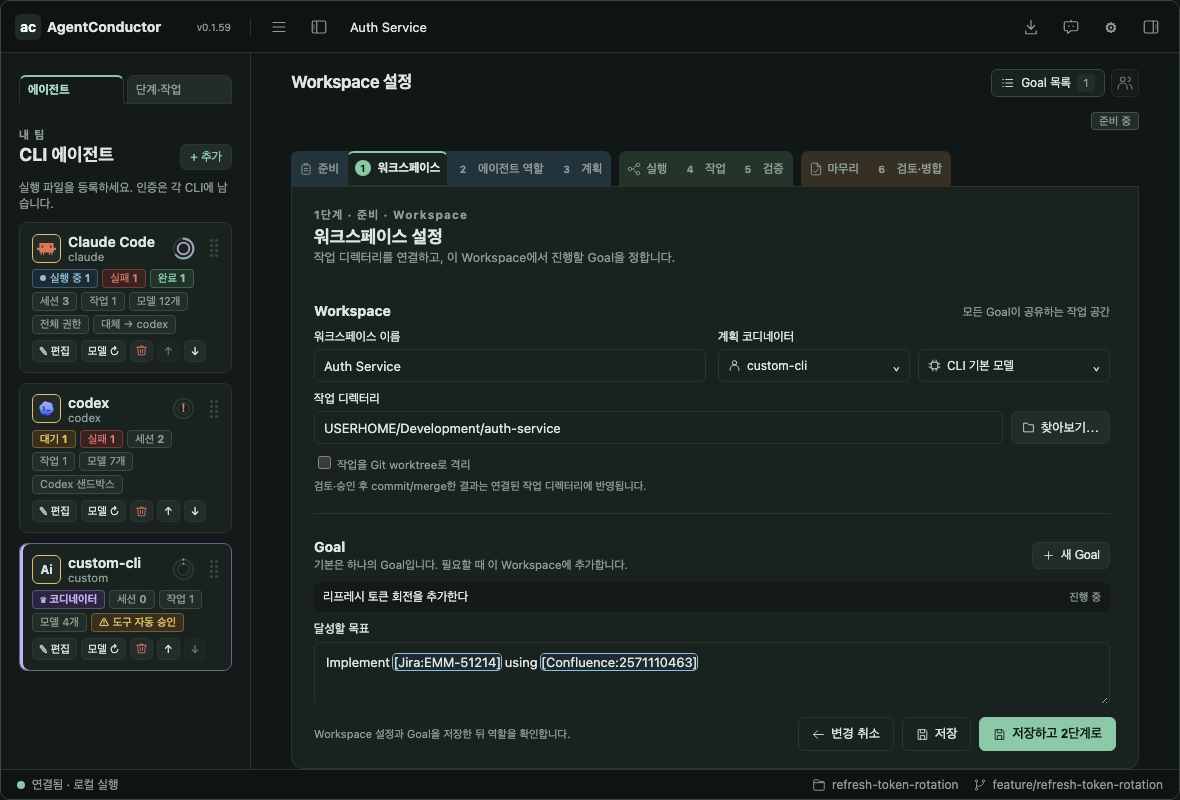 ac AgentConductor v0.1.59 Auth Service
에이전트 단계·작업
내 팀
CLI 에이전트 + 추가
실행 파일을 등록하세요. 인증은 각 CLI에 남
습니다.
Claude Code
claude
실행 중 1 실패 1 완료 1
세션 3 작업 1 모델 12개
전체 권한 대체 → codex
✎ 편집 모델 ↻ ↑ ↓
codex
codex
대기 1 실패 1 세션 2
작업 1 모델 7개
Codex 샌드박스
✎ 편집 모델 ↻ ↑ ↓
Ai custom-cli
custom
♛ 코디네이터 세션 0 작업 1
모델 4개 ⚠ 도구 자동 승인
✎ 편집 모델 ↻ ↑ ↓
Workspace 설정 Goal 목록 1
준비 중
준비 1 워크스페이스 2 에이전트 역할 3 계획 실행 4 작업 5 검증 마무리 6 검토·병합
1단계 · 준비 · Workspace
워크스페이스 설정
작업 디렉터리를 연결하고, 이 Workspace에서 진행할 Goal을 정합니다.
Workspace 모든 Goal이 공유하는 작업 공간
워크스페이스 이름 계획 코디네이터
Auth Service custom-cli CLI 기본 모델
작업 디렉터리
USERHOME/Development/auth-service 찾아보기...
작업을 Git worktree로 격리
검토·승인 후 commit/merge한 결과는 연결된 작업 디렉터리에 반영됩니다.
Goal
기본은 하나의 Goal입니다. 필요할 때 이 Workspace에 추가합니다. + 새 Goal
리프레시 토큰 회전을 추가한다 진행 중
달성할 목표
Implement [Jira:EMM-51214] using [Confluence:2571110463]
Workspace 설정과 Goal을 저장한 뒤 역할을 확인합니다. ← 변경 취소 저장 저장하고 2단계로
연결됨 · 로컬 실행 refresh-token-rotation feature/refresh-token-rotation